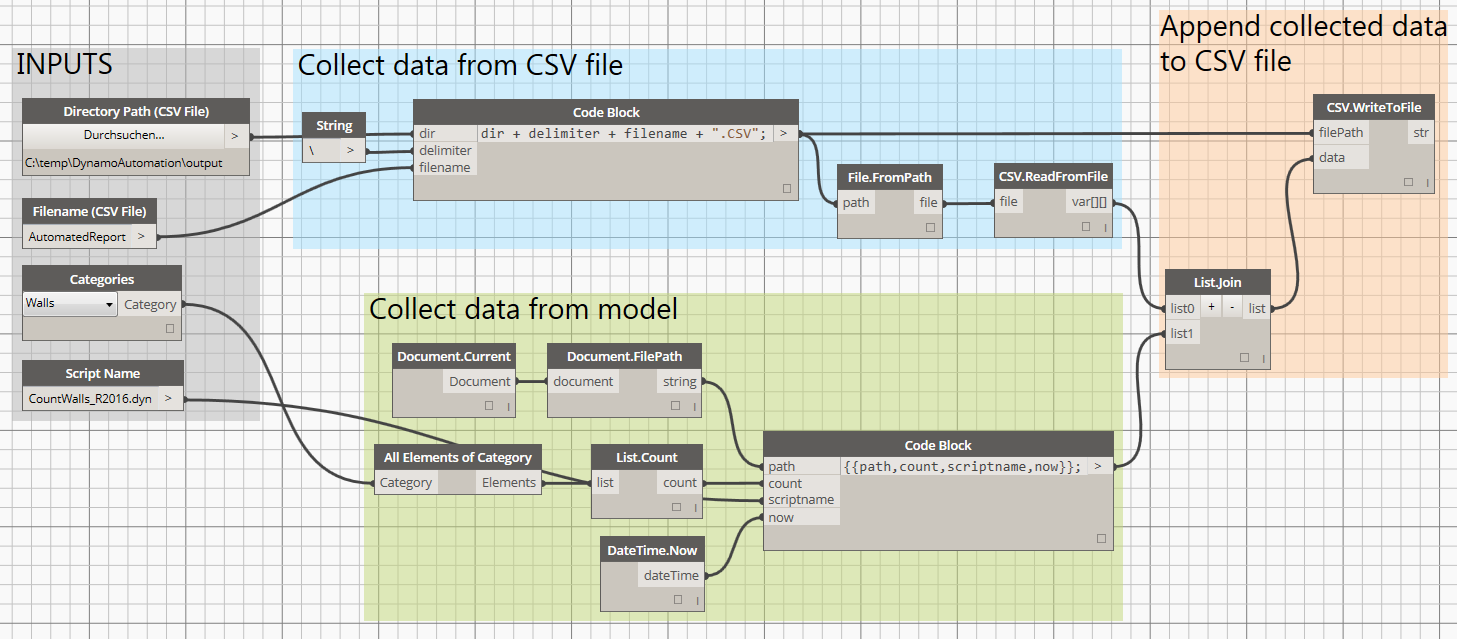 INPUTS
Directory Path (CSV File)
Durchsuchen... >
C:\temp\DynamoAutomation\output
Filename (CSV File)
AutomatedReport >
Categories
Walls Category
Script Name
CountWalls_R2016.dyn >
Collect data from CSV file
String
\ >
Code Block
dir dir + delimiter + filename + ".CSV"; >
delimiter
filename
File.FromPath
path file
CSV.ReadFromFile
file var[][]
Collect data from model
Document.Current
Document
Document.FilePath
document string
All Elements of Category
Category Elements
List.Count
list count
DateTime.Now
dateTime
Code Block
path {{path,count,scriptname,now}}; >
count
scriptname
now
Append collected data
to CSV file
CSV.WriteToFile
filePath str
data
List.Join
list0 + - list
list1